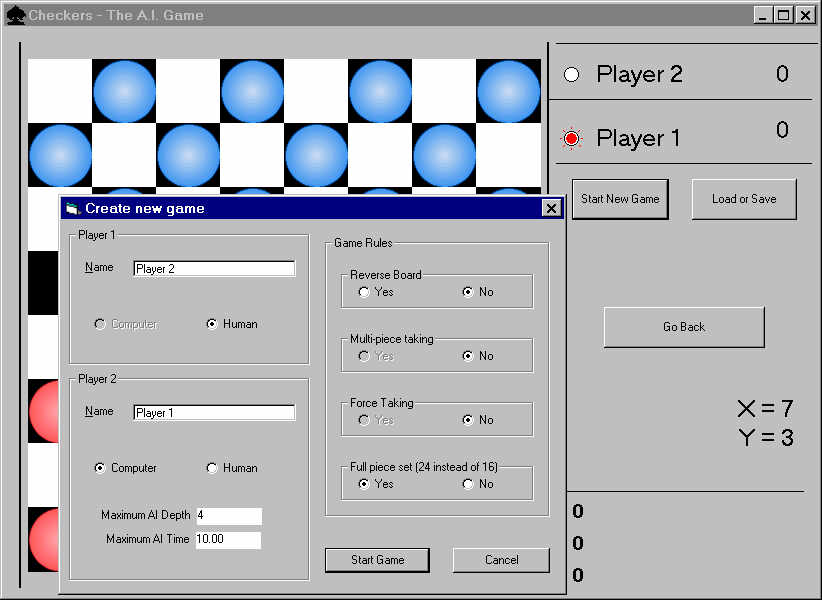 Checkers - The A.I. Game
Player 2 0
Player 1 0
Start New Game Load or Save
Create new game
Player 1
Name Player 2
Computer Human
Player 2
Name Player 1
Computer Human
Maximum AI Depth 4
Maximum AI Time 10.00
Game Rules
Reverse Board
Yes No
Multi-piece taking
Yes No
Force Taking
Yes No
Full piece set (24 instead of 16)
Yes No
Start Game Cancel
Go Back
X = 7
Y = 3
0
0
0